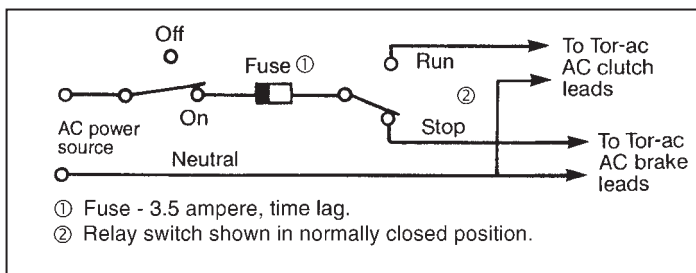 Off
Fuse ①
Run
To Tor-ac
AC clutch
leads
②
On
Stop
AC power
source
Neutral
To Tor-ac
AC brake
leads
① Fuse - 3.5 ampere, time lag.
② Relay switch shown in normally closed position.